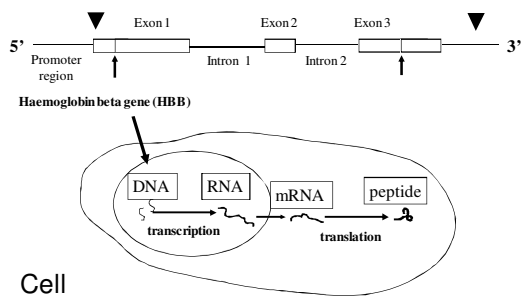 Exon 1 Exon 2 Exon 3
5’ 3’
Promoter
region
Intron 1 Intron 2
Haemoglobin beta gene (HBB)
DNA RNA mRNA peptide
transcription translation
Cell